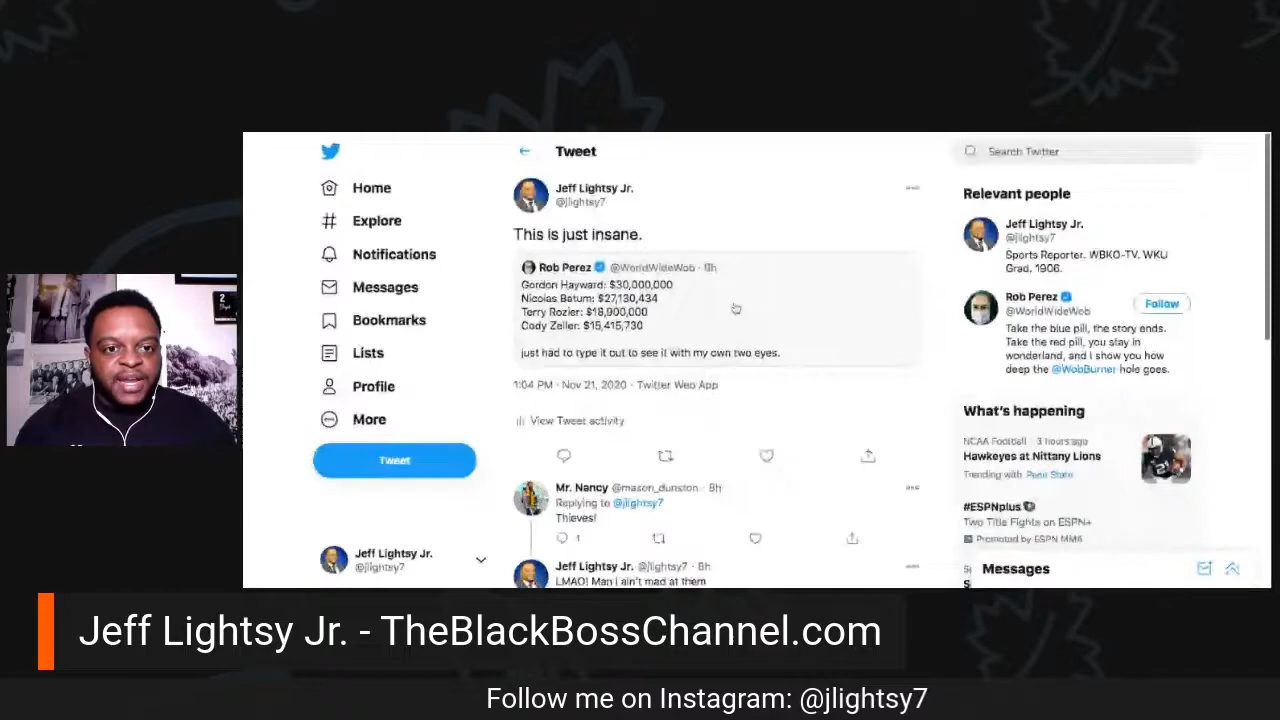 Tweet
Search Twitter
Home
Explore
Notifications
Messages
Bookmarks
Lists
Profile
More
Tweet
Jeff Lightsy Jr.
@jlightsy7
Jeff Lightsy Jr.
@jlightsy7
This is just insane.
Rob Perez @WorldWideWob ·
Gordon Hayward: $30,000,000
Nicolas Batum: $27,130,434
Terry Rozier: $18,900,000
Cody Zeller: $15,415,730
just had to type it out to see it with my own two eyes.
1:04 PM · Nov 21, 2020 · Twitter Web App
View Tweet activity
Mr. Nancy @mason_dunston · 8h
Replying to @jlightsy7
Thieves!
1
Jeff Lightsy Jr. @jlightsy7 · 8h
LMAO! Man i ain't mad at them
Relevant people
Jeff Lightsy Jr.
@jlightsy7
Sports Reporter. WBKO-TV. WKU
Grad. 1906.
Rob Perez
@WorldWideWob
Follow
Take the blue pill, the story ends.
Take the red pill, you stay in
wonderland, and i show you how
deep the @WobBurner hole goes.
What's happening
NCAA Football · 3 hours ago
Hawkeyes at Nittany Lions
Trending with Penn State
#ESPNplus
Two Title Fights on ESPN+
Promoted by ESPN MMA
Messages
Jeff Lightsy Jr. - TheBlackBossChannel.com
Follow me on Instagram: @jlightsy7